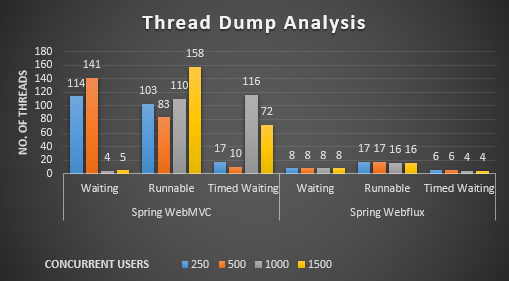 Thread Dump Analysis
NO. OF THREADS
180
160
140
120
100
80
60
40
20
0
114 141 4 5 103 83 110 158 17 10 116 72 8 8 8 8 17 17 16 16 6 6 4 4
Waiting Runnable Timed Waiting Waiting Runnable Timed Waiting
Spring WebMVC Spring Webflux
CONCURRENT USERS 250 500 1000 1500